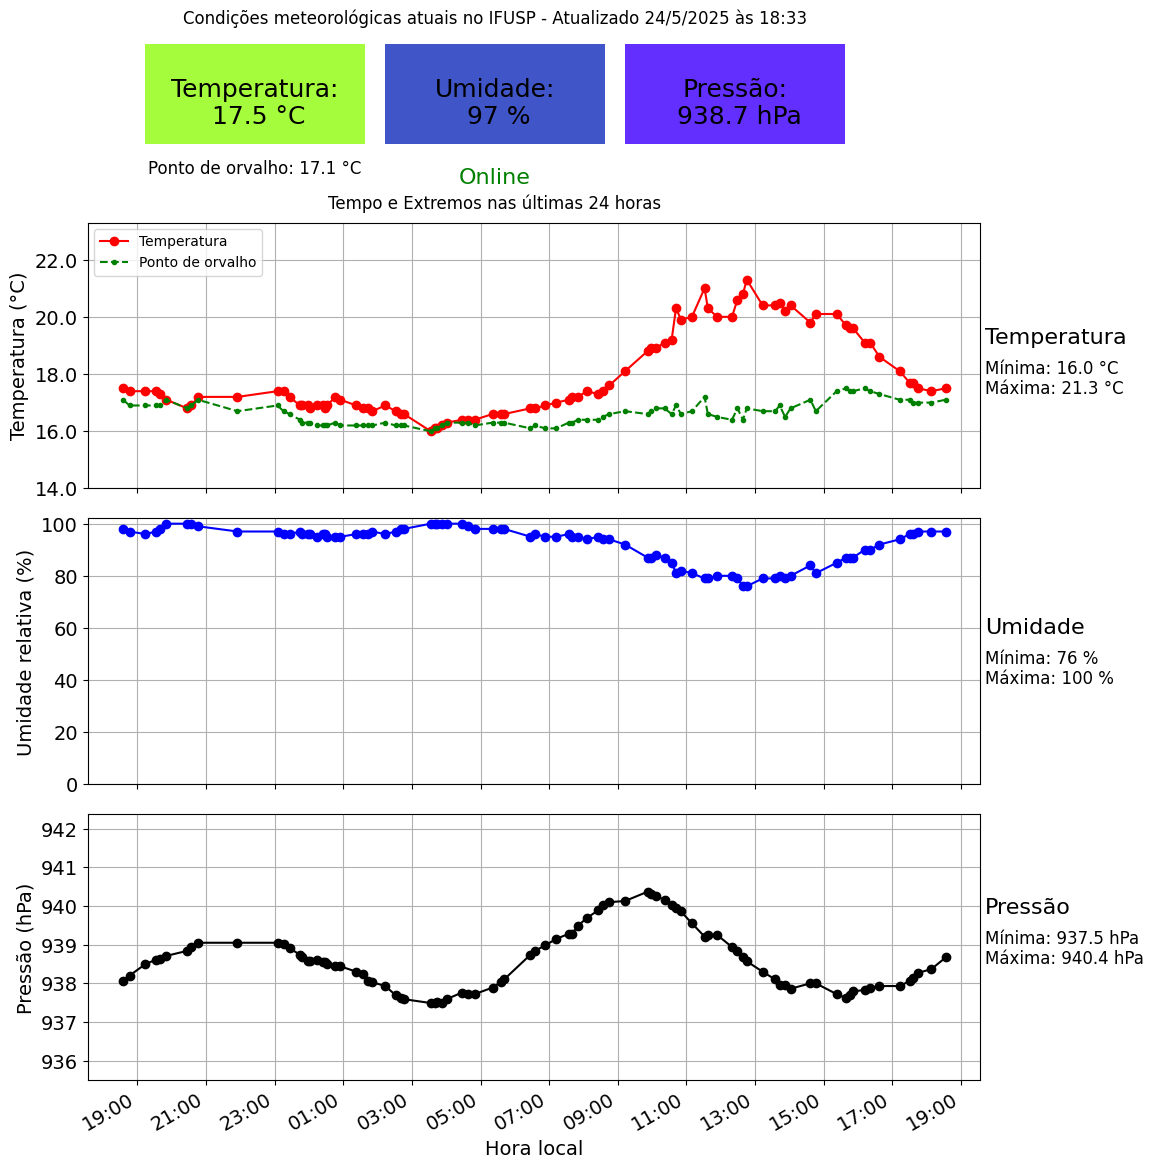 Condições meteorológicas atuais no IFUSP - Atualizado 24/5/2025 às 18:33
Temperatura:
17.5 °C
Umidade:
97 %
Pressão:
938.7 hPa
Ponto de orvalho: 17.1 °C
Online
Tempo e Extremos nas últimas 24 horas
Temperatura
Ponto de orvalho
Temperatura (°C)
22.0
20.0
18.0
16.0
14.0
Temperatura
Mínima: 16.0 °C
Máxima: 21.3 °C
Umidade relativa (%)
100
80
60
40
20
0
Umidade
Mínima: 76 %
Máxima: 100 %
Pressão (hPa)
942
941
940
939
938
937
936
Pressão
Mínima: 937.5 hPa
Máxima: 940.4 hPa
19:00 21:00 23:00 01:00 03:00 05:00 07:00 09:00 11:00 13:00 15:00 17:00 19:00
Hora local